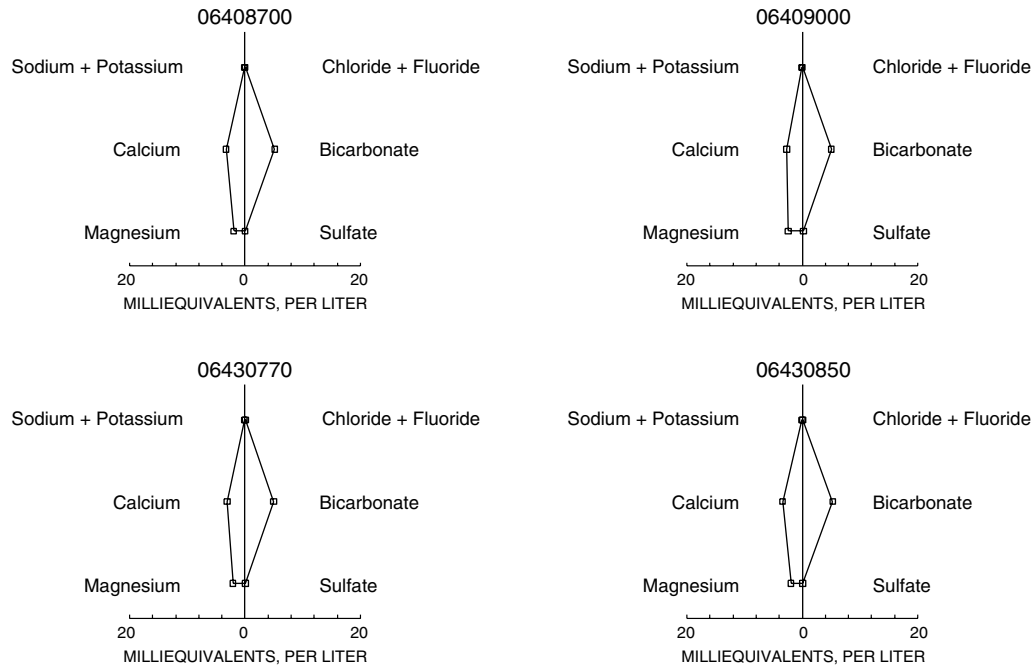 06408700
Sodium + Potassium Chloride + Fluoride
Calcium Bicarbonate
Magnesium Sulfate
20 0 20
MILLIEQUIVALENTS, PER LITER
06409000
Sodium + Potassium Chloride + Fluoride
Calcium Bicarbonate
Magnesium Sulfate
20 0 20
MILLIEQUIVALENTS, PER LITER
06430770
Sodium + Potassium Chloride + Fluoride
Calcium Bicarbonate
Magnesium Sulfate
20 0 20
MILLIEQUIVALENTS, PER LITER
06430850
Sodium + Potassium Chloride + Fluoride
Calcium Bicarbonate
Magnesium Sulfate
20 0 20
MILLIEQUIVALENTS, PER LITER